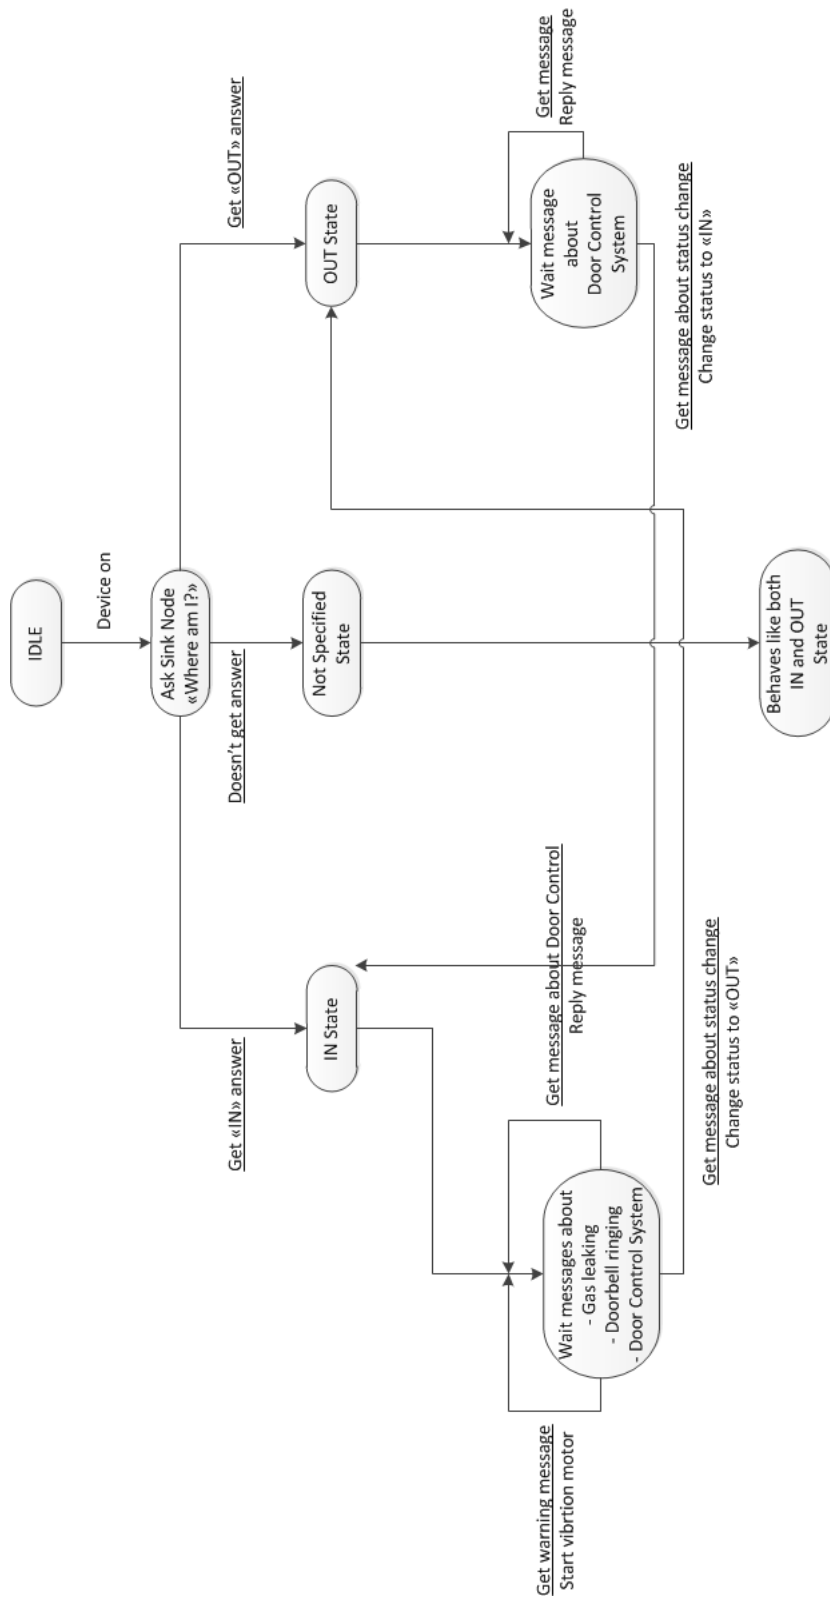 IDLE
Device on
Ask Sink Node
«Where am I?»
Get «IN» answer
Doesn't get answer
Get «OUT» answer
IN State
Not Specified
State
OUT State
Get warning message
Start vibrtion motor
Wait messages about
- Gas leaking
- Doorbell ringing
- Door Control System
Get message about Door Control
Reply message
Wait message
about
Door Control
System
Get message
Reply message
Get message about status change
Change status to «OUT»
Get message about status change
Change status to «IN»
Behaves like both
IN and OUT
State